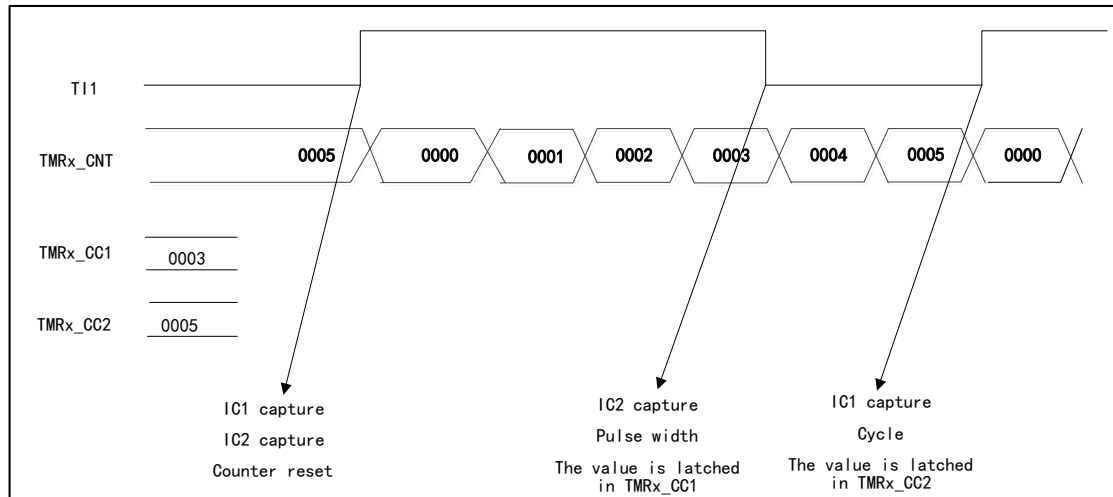 TI1
TMRx_CNT
0005 0000 0001 0002 0003 0004 0005 0000
TMRx_CC1
0003
TMRx_CC2
0005
IC1 capture
IC2 capture
Counter reset
IC2 capture
Pulse width
The value is latched
in TMRx_CC1
IC1 capture
Cycle
The value is latched
in TMRx_CC2